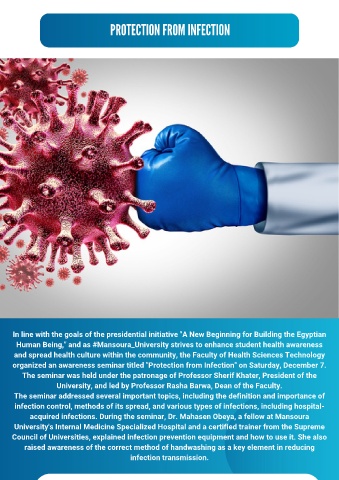 PROTECTION FROM INFECTION
In line with the goals of the presidential initiative "A New Beginning for Building the Egyptian
Human Being," and as #Mansoura_University strives to enhance student health awareness
and spread health culture within the community, the Faculty of Health Sciences Technology
organized an awareness seminar titled "Protection from Infection" on Saturday, December 7.
The seminar was held under the patronage of Professor Sherif Khater, President of the
University, and led by Professor Rasha Barwa, Dean of the Faculty.
The seminar addressed several important topics, including the definition and importance of
infection control, methods of its spread, and various types of infections, including hospital-
acquired infections. During the seminar, Dr. Mahasen Obeya, a fellow at Mansoura
University's Internal Medicine Specialized Hospital and a certified trainer from the Supreme
Council of Universities, explained infection prevention equipment and how to use it. She also
raised awareness of the correct method of handwashing as a key element in reducing
infection transmission.